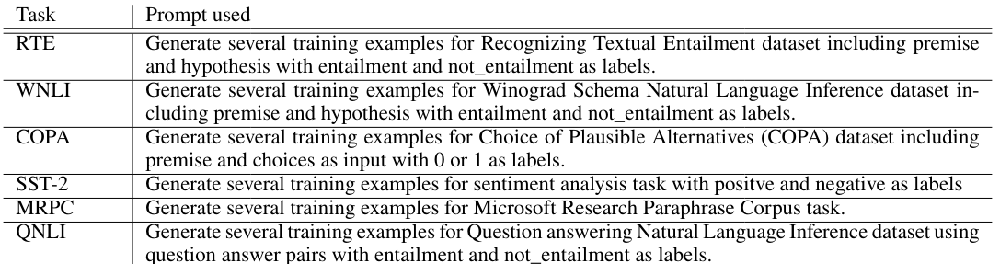 Task Prompt used
RTE Generate several training examples for Recognizing Textual Entailment dataset including premise
and hypothesis with entailment and not_entailment as labels.
WNLI Generate several training examples for Winograd Schema Natural Language Inference dataset in-
cluding premise and hypothesis with entailment and not_entailment as labels.
COPA Generate several training examples for Choice of Plausible Alternatives (COPA) dataset including
premise and choices as input with 0 or 1 as labels.
SST-2 Generate several training examples for sentiment analysis task with positve and negative as labels
MRPC Generate several training examples for Microsoft Research Paraphrase Corpus task.
QNLI Generate several training examples for Question answering Natural Language Inference dataset using
question answer pairs with entailment and not_entailment as labels.